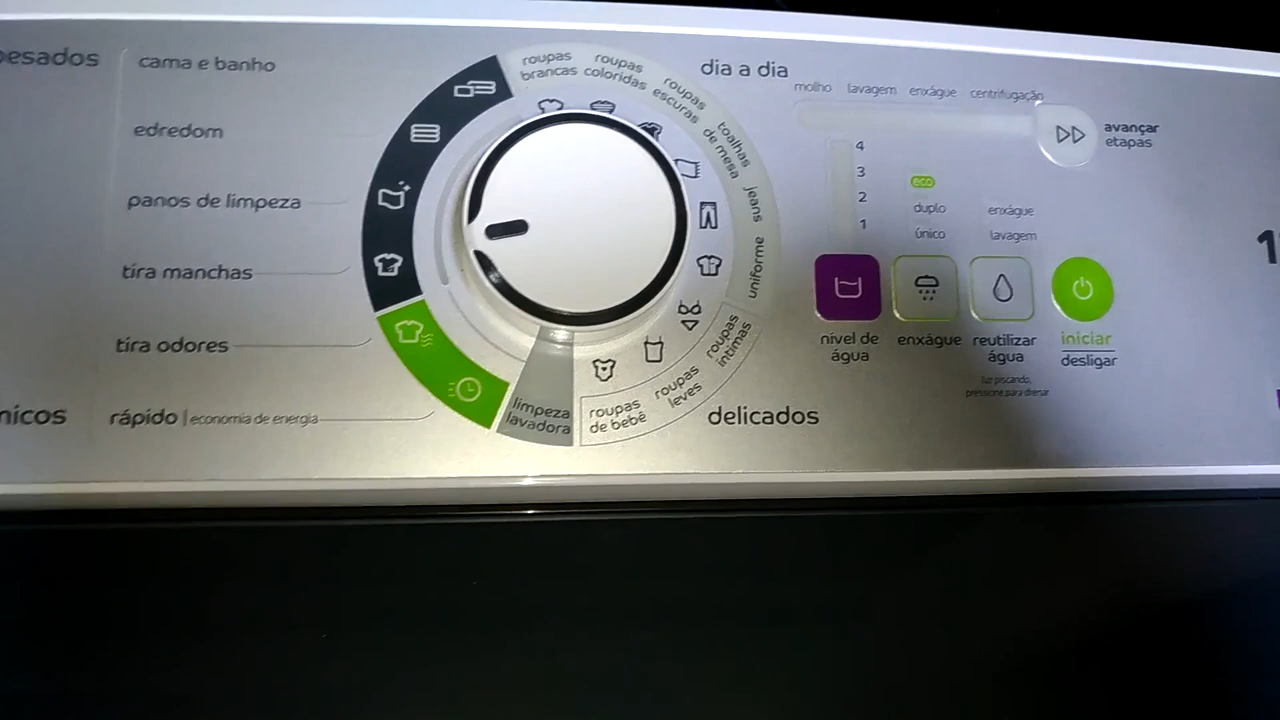 pesados
cama e banho
edredom
panos de limpeza
tira manchas
tira odores
nicos
rápido | economia de energia
roupas
brancas
roupas
coloridas
roupas
escuras
toalhas
de mesa
jeans
uniforme
roupas
íntimas
roupas
leves
roupas
de bebê
limpeza
lavadora
dia a dia
delicados
molho
lavagem
enxágue
centrifugação
avançar
etapas
4
3
2
1
eco
duplo
único
enxágue
lavagem
nível de
água
enxágue
reutilizar
água
luz piscando,
pressione para drenar
iniciar
desligar
1